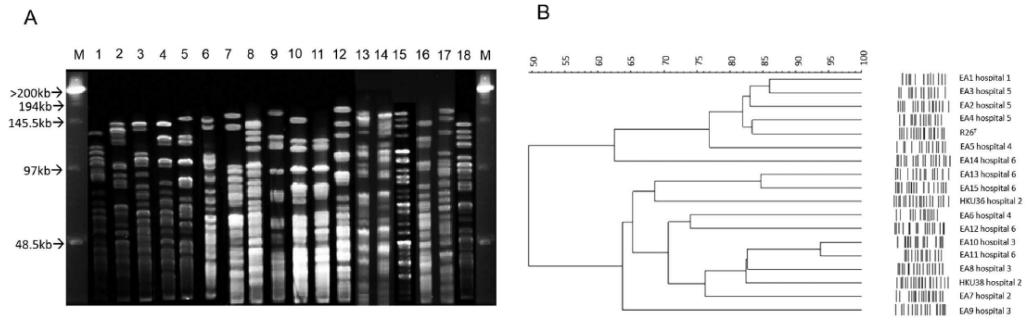 A
M 1 2 3 4 5 6 7 8 9 10 11 12 13 14 15 16 17 18 M
>200kb
194kb
145.5kb
97kb
48.5kb
B
50 55 60 65 70 75 80 85 90 95 100
EA1 hospital 1
EA3 hospital 5
EA2 hospital 5
EA4 hospital 5
R26ᵀ
EA5 hospital 4
EA14 hospital 6
EA13 hospital 6
EA15 hospital 6
HKU36 hospital 2
EA6 hospital 4
EA12 hospital 6
EA10 hospital 3
EA11 hospital 6
EA8 hospital 3
HKU38 hospital 2
EA7 hospital 2
EA9 hospital 3